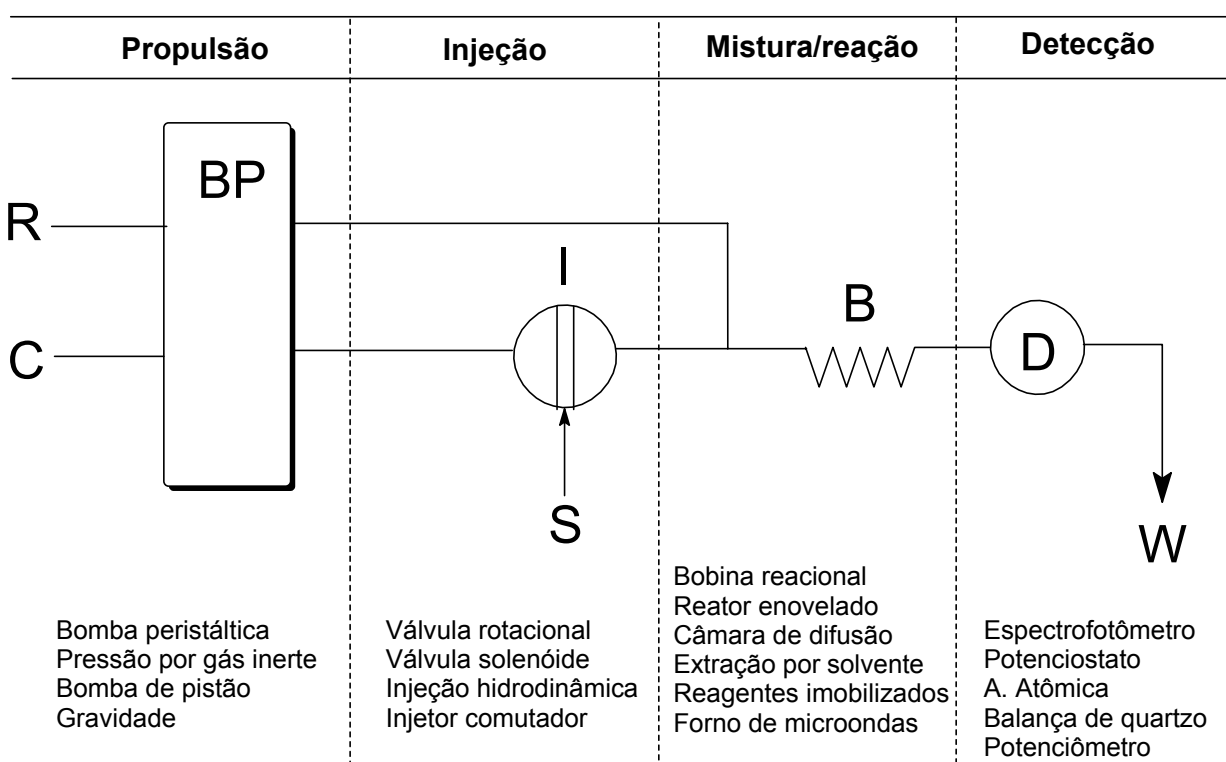 Propulsão
Injeção
Mistura/reação
Detecção
BP
R
C
I
S
B
D
W
Bomba peristáltica
Pressão por gás inerte
Bomba de pistão
Gravidade
Válvula rotacional
Válvula solenóide
Injeção hidrodinâmica
Injetor comutador
Bobina reacional
Reator enovelado
Câmara de difusão
Extração por solvente
Reagentes imobilizados
Forno de microondas
Espectrofotômetro
Potenciostato
A. Atômica
Balança de quartzo
Potenciômetro